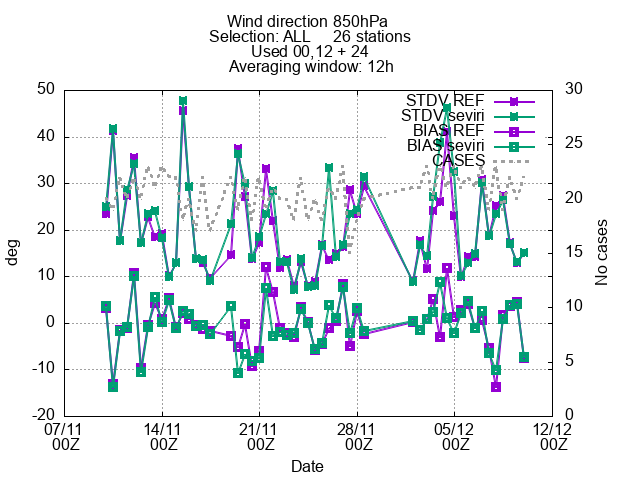 Wind direction 850hPa
Selection: ALL 26 stations
Used 00,12 + 24
Averaging window: 12h
50 30
STDV REF
STDV seviri
BIAS REF
BIAS seviri
CASES
40 25
30 20
20 15
10 10
0 5
-10 0
-20
deg
No cases
07/11 14/11 21/11 28/11 05/12 12/12
00Z 00Z 00Z 00Z 00Z 00Z
Date